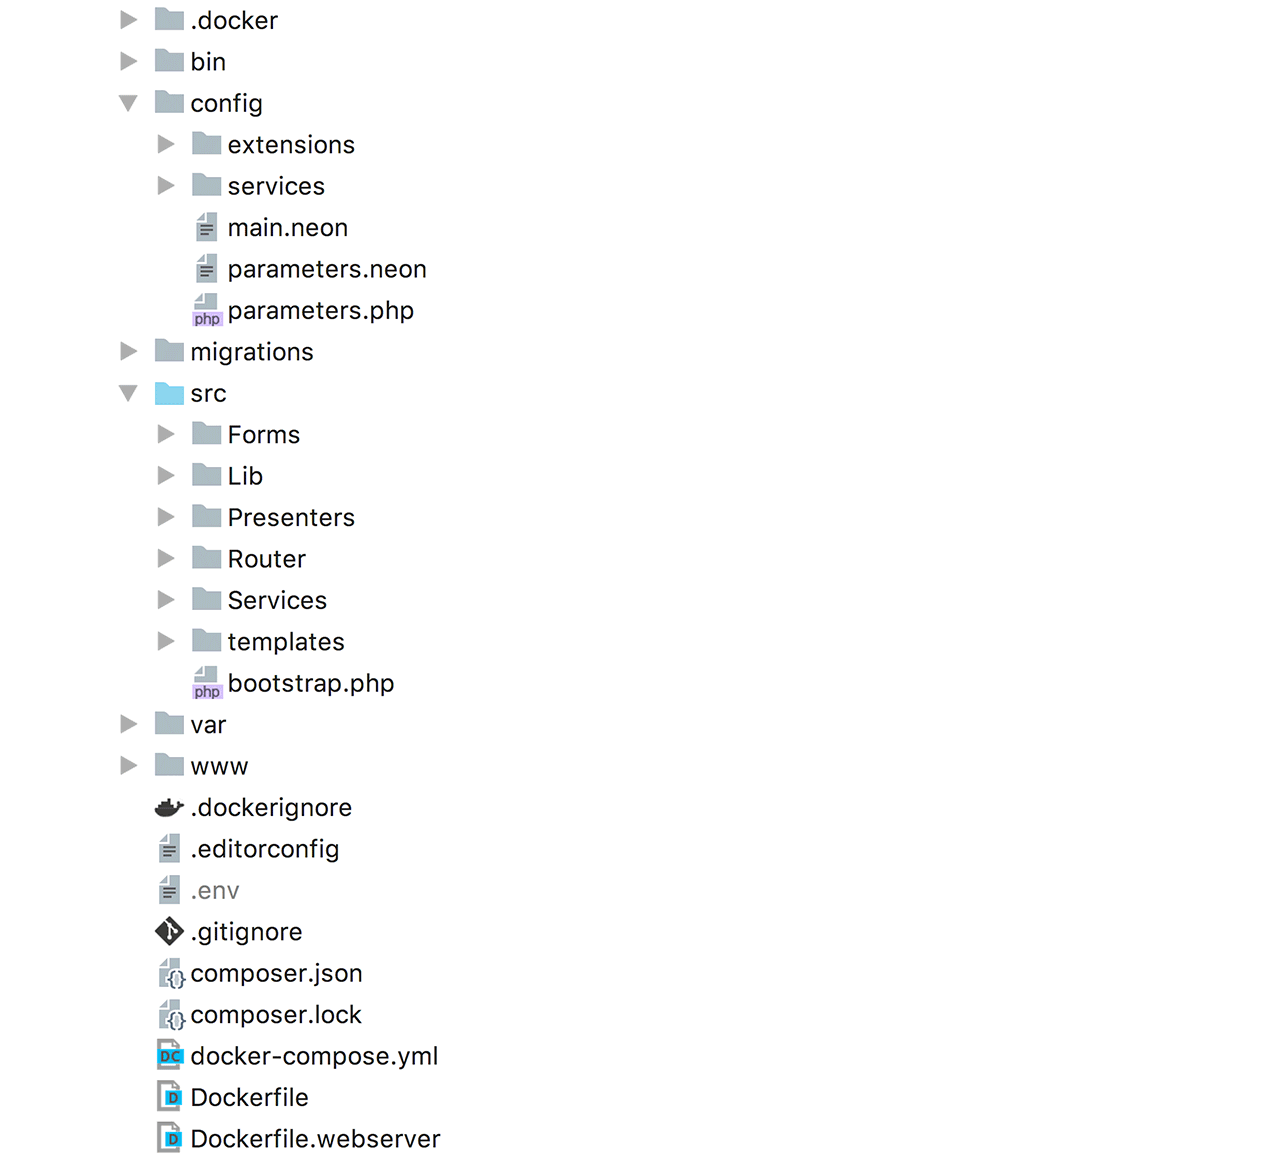 .docker
bin
config
extensions
services
main.neon
parameters.neon
php parameters.php
migrations
src
Forms
Lib
Presenters
Router
Services
templates
php bootstrap.php
var
www
.dockerignore
.editorconfig
.env
.gitignore
{} composer.json
{} composer.lock
DC docker-compose.yml
D Dockerfile
D Dockerfile.webserver